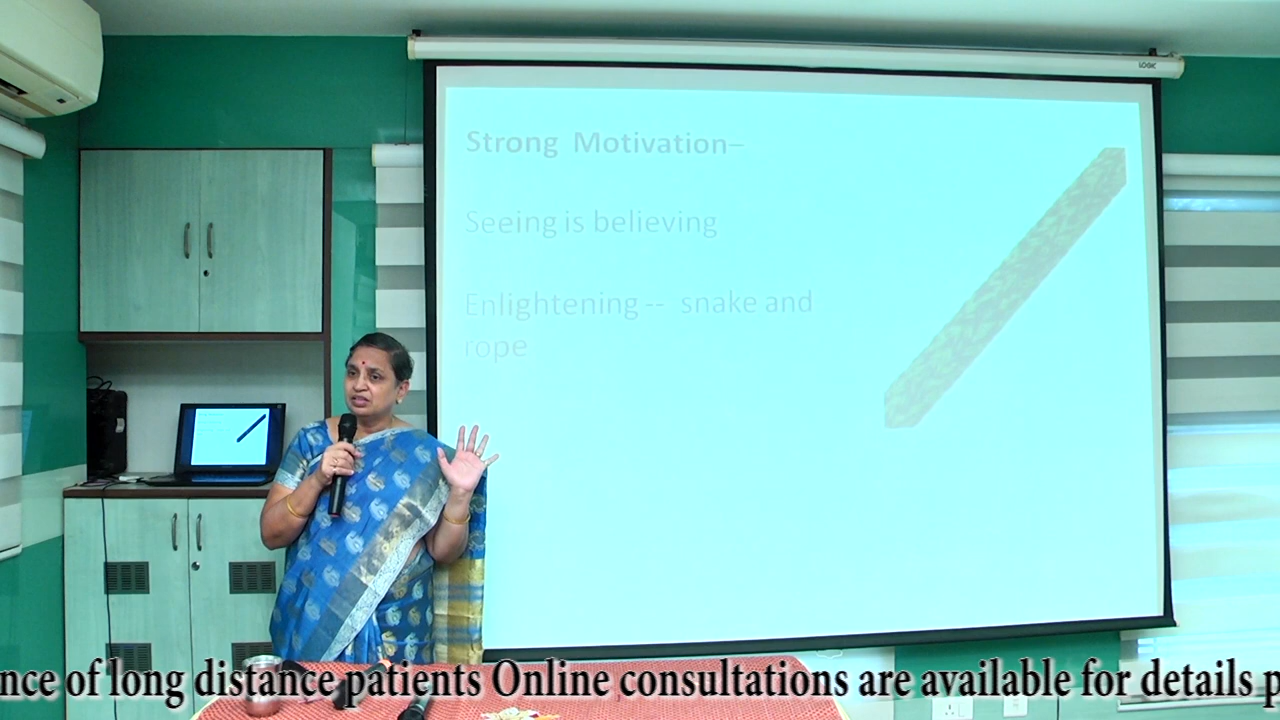 LOGIC
Strong Motivation–
Seeing is believing
Enlightening -- snake and
rope
nce of long distance patients Online consultations are available for details p